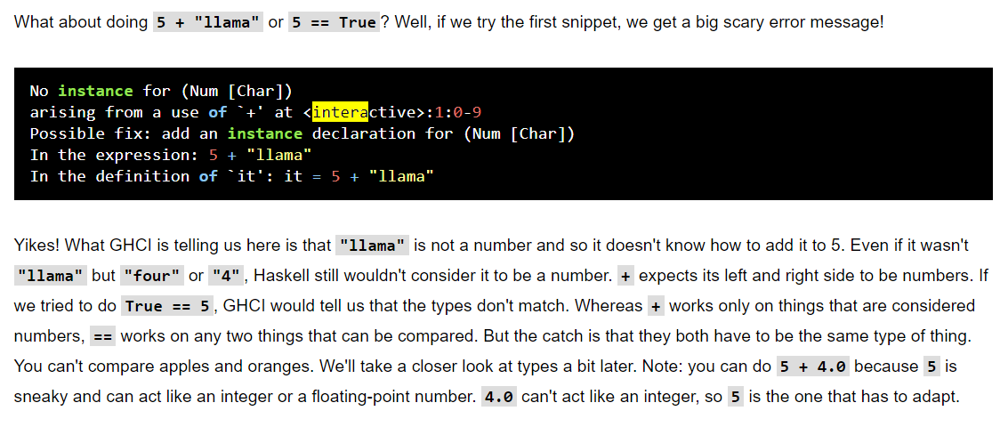 What about doing 5 + "llama" or 5 == True? Well, if we try the first snippet, we get a big scary error message!
No instance for (Num [Char])
arising from a use of `+' at <interactive>:1:0-9
Possible fix: add an instance declaration for (Num [Char])
In the expression: 5 + "llama"
In the definition of `it': it = 5 + "llama"
Yikes! What GHCI is telling us here is that "llama" is not a number and so it doesn't know how to add it to 5. Even if it wasn't
"llama" but "four" or "4", Haskell still wouldn't consider it to be a number. + expects its left and right side to be numbers. If
we tried to do True == 5, GHCI would tell us that the types don't match. Whereas + works only on things that are considered
numbers, == works on any two things that can be compared. But the catch is that they both have to be the same type of thing.
You can't compare apples and oranges. We'll take a closer look at types a bit later. Note: you can do 5 + 4.0 because 5 is
sneaky and can act like an integer or a floating-point number. 4.0 can't act like an integer, so 5 is the one that has to adapt.